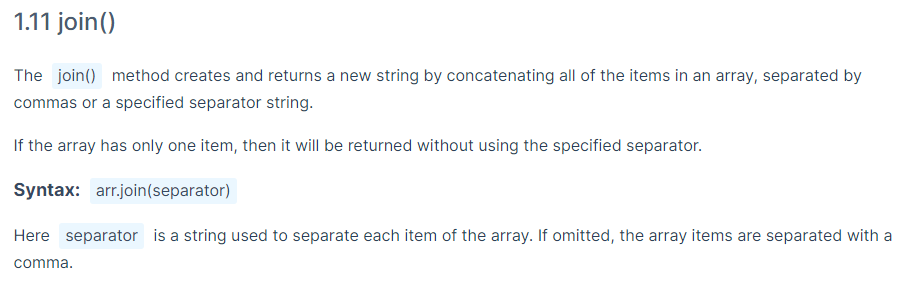 1.11 join()
The join() method creates and returns a new string by concatenating all of the items in an array, separated by
commas or a specified separator string.
If the array has only one item, then it will be returned without using the specified separator.
Syntax: arr.join(separator)
Here separator is a string used to separate each item of the array. If omitted, the array items are separated with a
comma.